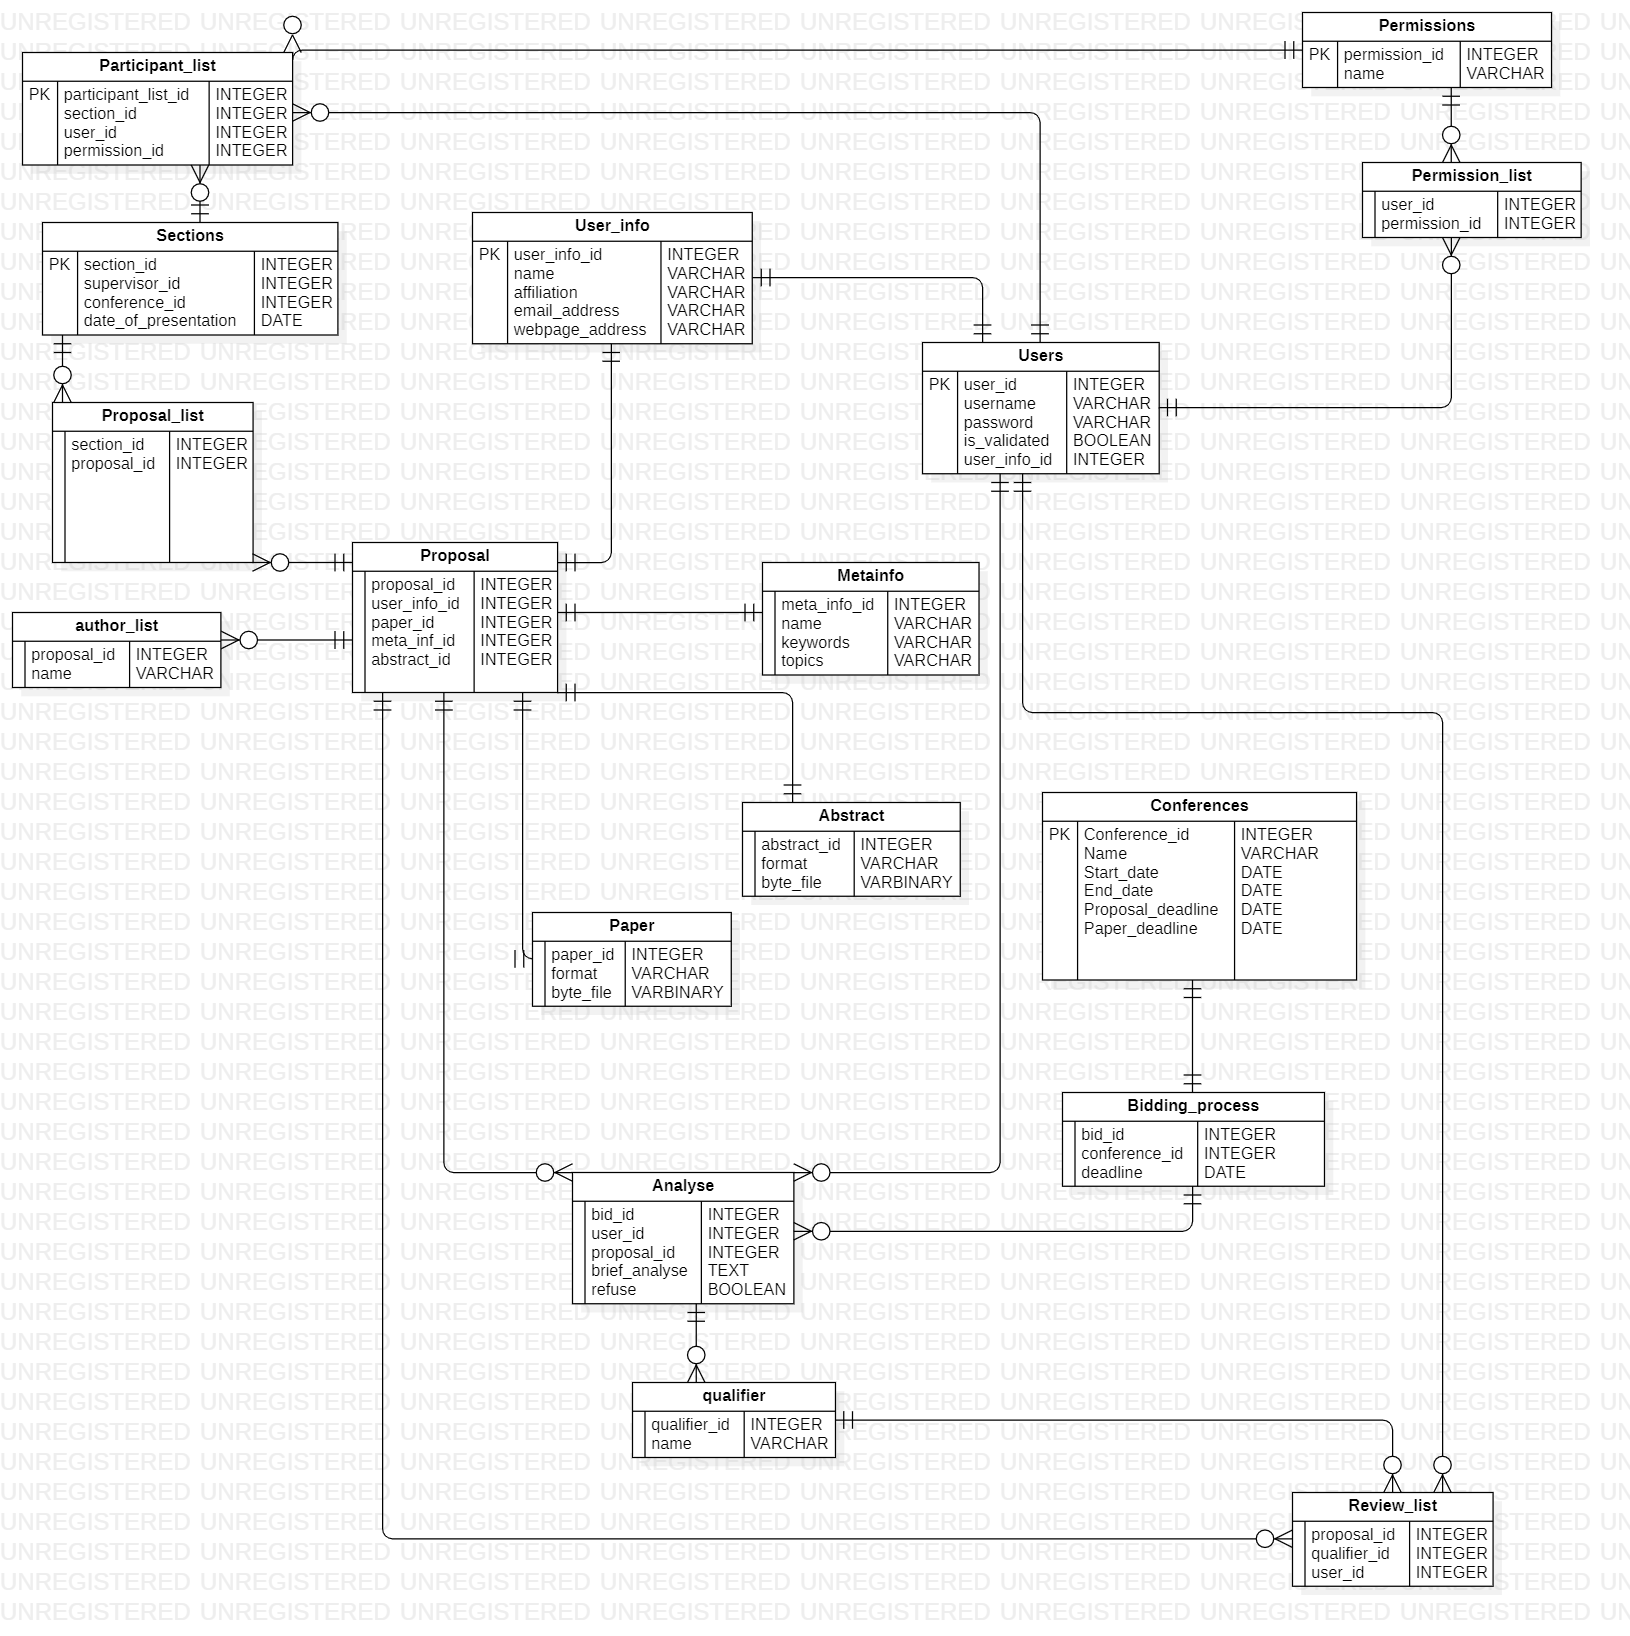 Permissions
PK permission_id INTEGER
name VARCHAR
Participant_list
PK participant_list_id INTEGER
section_id INTEGER
user_id INTEGER
permission_id INTEGER
Permission_list
user_id INTEGER
permission_id INTEGER
Sections
PK section_id INTEGER
supervisor_id INTEGER
conference_id INTEGER
date_of_presentation DATE
User_info
PK user_info_id INTEGER
name VARCHAR
affiliation VARCHAR
email_address VARCHAR
webpage_address VARCHAR
Users
PK user_id INTEGER
username VARCHAR
password VARCHAR
is_validated BOOLEAN
user_info_id INTEGER
Proposal_list
section_id INTEGER
proposal_id INTEGER
Proposal
proposal_id INTEGER
user_info_id INTEGER
paper_id INTEGER
meta_inf_id INTEGER
abstract_id INTEGER
Metainfo
meta_info_id INTEGER
name VARCHAR
keywords VARCHAR
topics VARCHAR
author_list
proposal_id INTEGER
name VARCHAR
Abstract
abstract_id INTEGER
format VARCHAR
byte_file VARBINARY
Conferences
PK Conference_id INTEGER
Name VARCHAR
Start_date DATE
End_date DATE
Proposal_deadline DATE
Paper_deadline DATE
Paper
paper_id INTEGER
format VARCHAR
byte_file VARBINARY
Bidding_process
bid_id INTEGER
conference_id INTEGER
deadline DATE
Analyse
bid_id INTEGER
user_id INTEGER
proposal_id INTEGER
brief_analyse TEXT
refuse BOOLEAN
qualifier
qualifier_id INTEGER
name VARCHAR
Review_list
proposal_id INTEGER
qualifier_id INTEGER
user_id INTEGER
UNREGISTERED